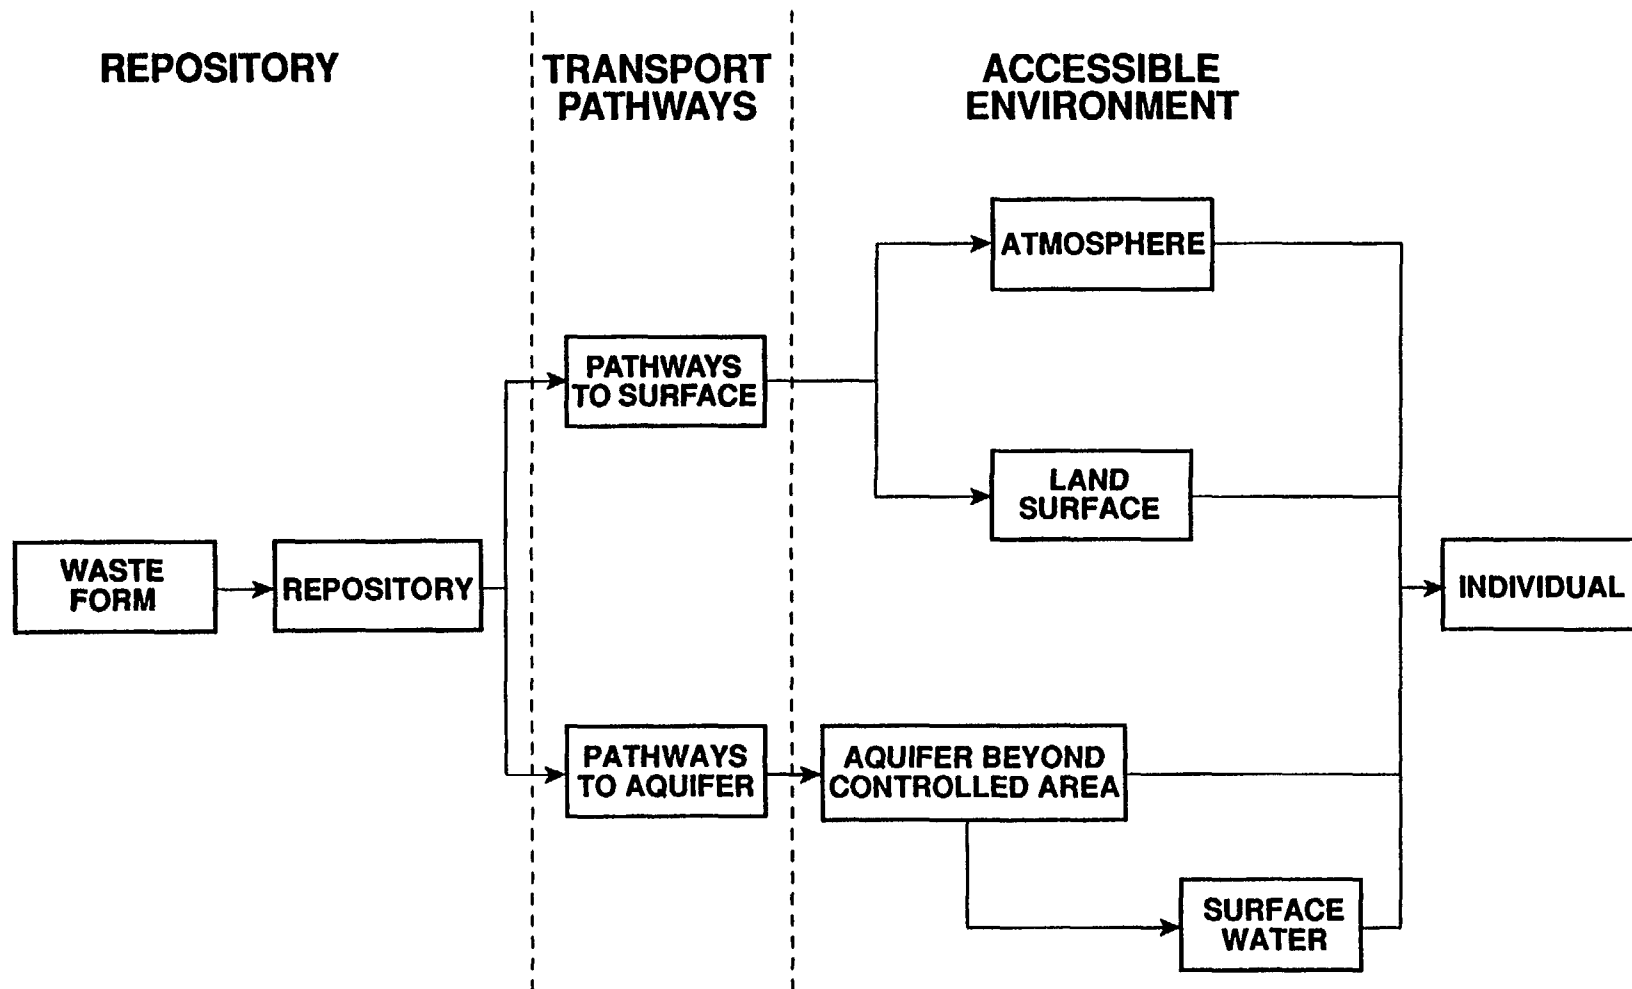 REPOSITORY
TRANSPORT
PATHWAYS
ACCESSIBLE
ENVIRONMENT
ATMOSPHERE
PATHWAYS
TO SURFACE
LAND
SURFACE
WASTE
FORM
REPOSITORY
INDIVIDUAL
PATHWAYS
TO AQUIFER
AQUIFER BEYOND
CONTROLLED AREA
SURFACE
WATER